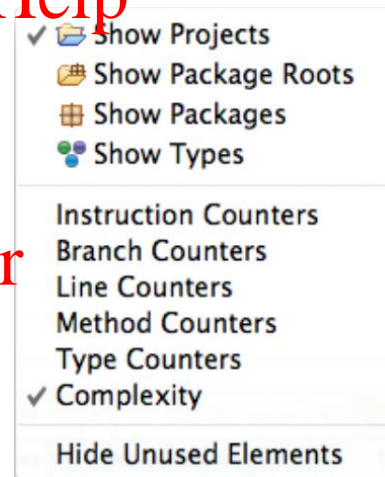 Help
✓ Show Projects
Show Package Roots
Show Packages
Show Types
Instruction Counters
Branch Counters
r
Line Counters
Method Counters
Type Counters
✓ Complexity
Hide Unused Elements